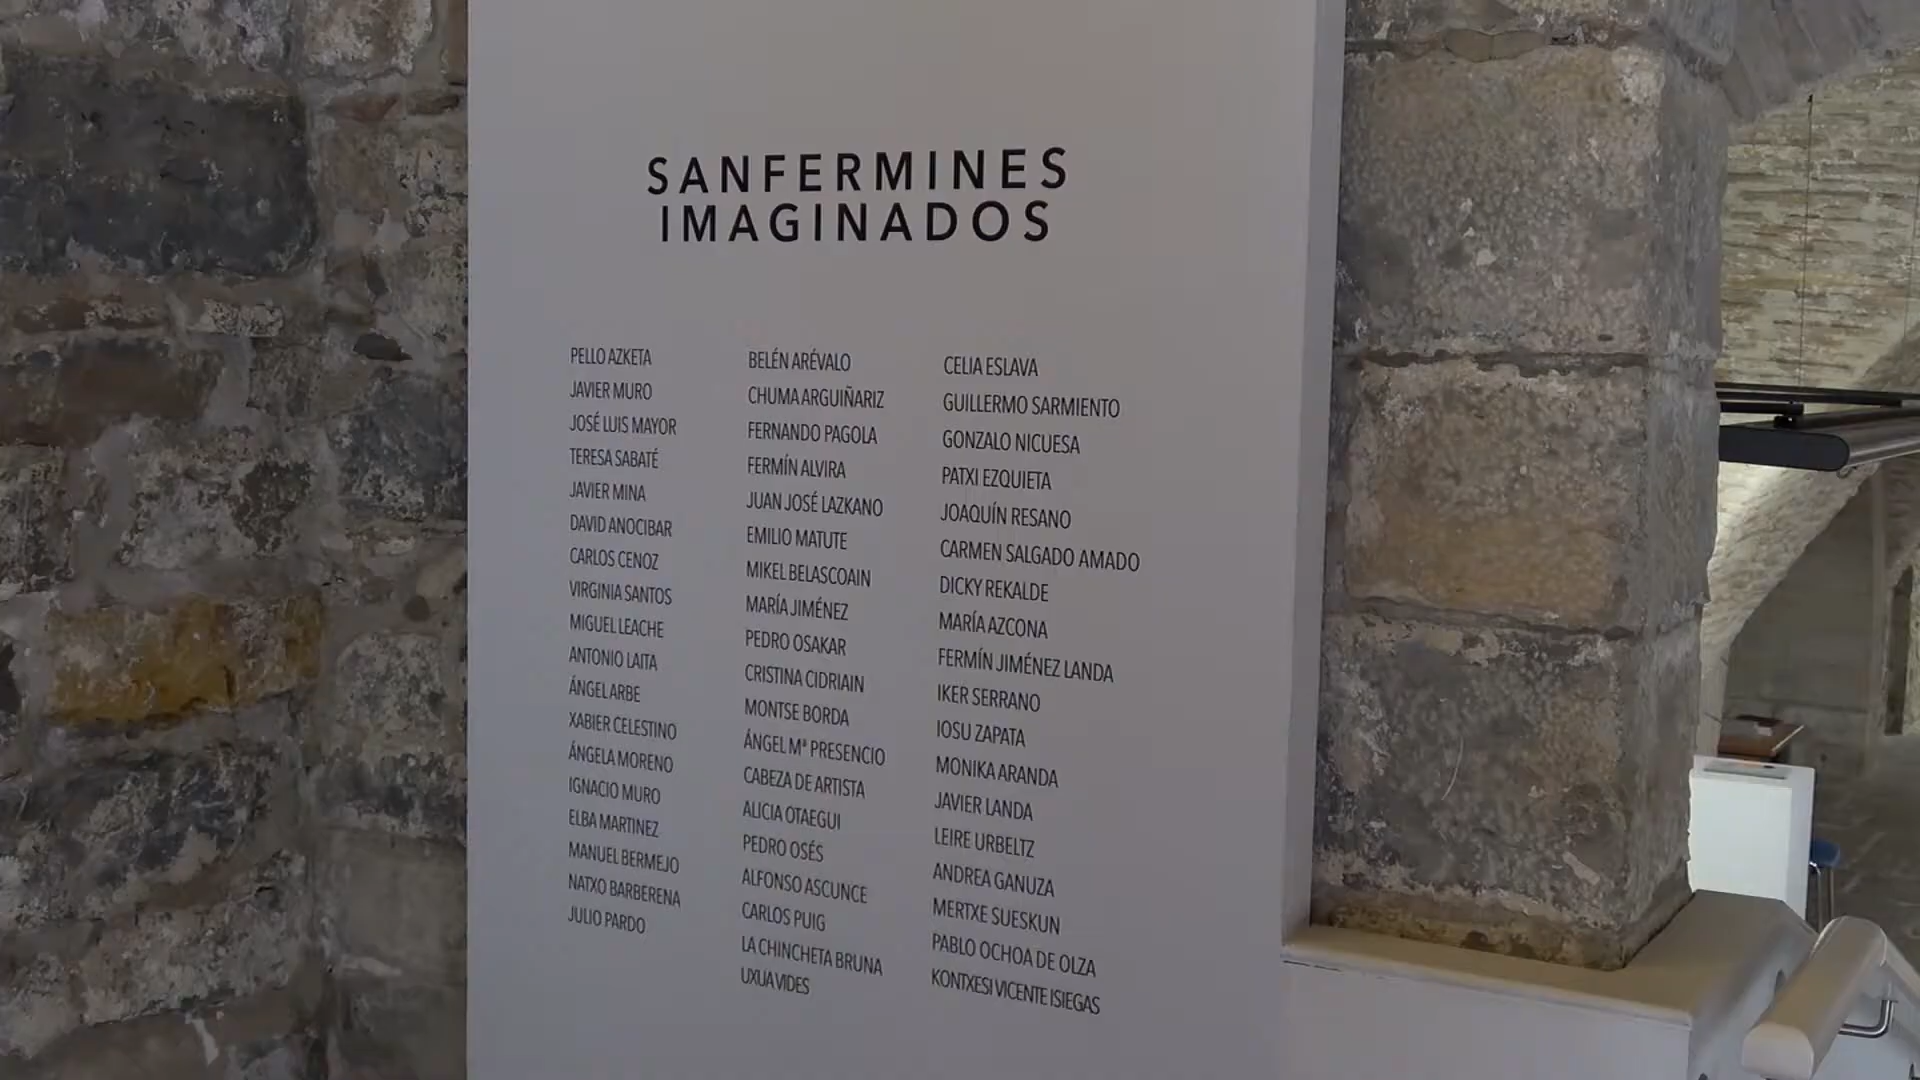 SANFERMINES
IMAGINADOS
PELLO AZKETA
JAVIER MURO
JOSÉ LUIS MAYOR
TERESA SABATÉ
JAVIER MINA
DAVID ANOCIBAR
CARLOS CENOZ
VIRGINIA SANTOS
MIGUEL LEACHE
ANTONIO LAITA
ÁNGEL ARBE
XABIER CELESTINO
ÁNGELA MORENO
IGNACIO MURO
ELBA MARTINEZ
MANUEL BERMEJO
NATXO BARBERENA
JULIO PARDO
BELÉN ARÉVALO
CHUMA ARGUIÑARIZ
FERNANDO PAGOLA
FERMÍN ALVIRA
JUAN JOSÉ LAZKANO
EMILIO MATUTE
MIKEL BELASCOAIN
MARÍA JIMÉNEZ
PEDRO OSAKAR
CRISTINA CIDRIAIN
MONTSE BORDA
ÁNGEL Mª PRESENCIO
CABEZA DE ARTISTA
ALICIA OTAEGUI
PEDRO OSÉS
ALFONSO ASCUNCE
CARLOS PUIG
LA CHINCHETA BRUNA
UXUA VIDES
CELIA ESLAVA
GUILLERMO SARMIENTO
GONZALO NICUESA
PATXI EZQUIETA
JOAQUÍN RESANO
CARMEN SALGADO AMADO
DICKY REKALDE
MARÍA AZCONA
FERMÍN JIMÉNEZ LANDA
IKER SERRANO
IOSU ZAPATA
MONIKA ARANDA
JAVIER LANDA
LEIRE URBELTZ
ANDREA GANUZA
MERTXE SUESKUN
PABLO OCHOA DE OLZA
KONTXESI VICENTE ISIEGAS